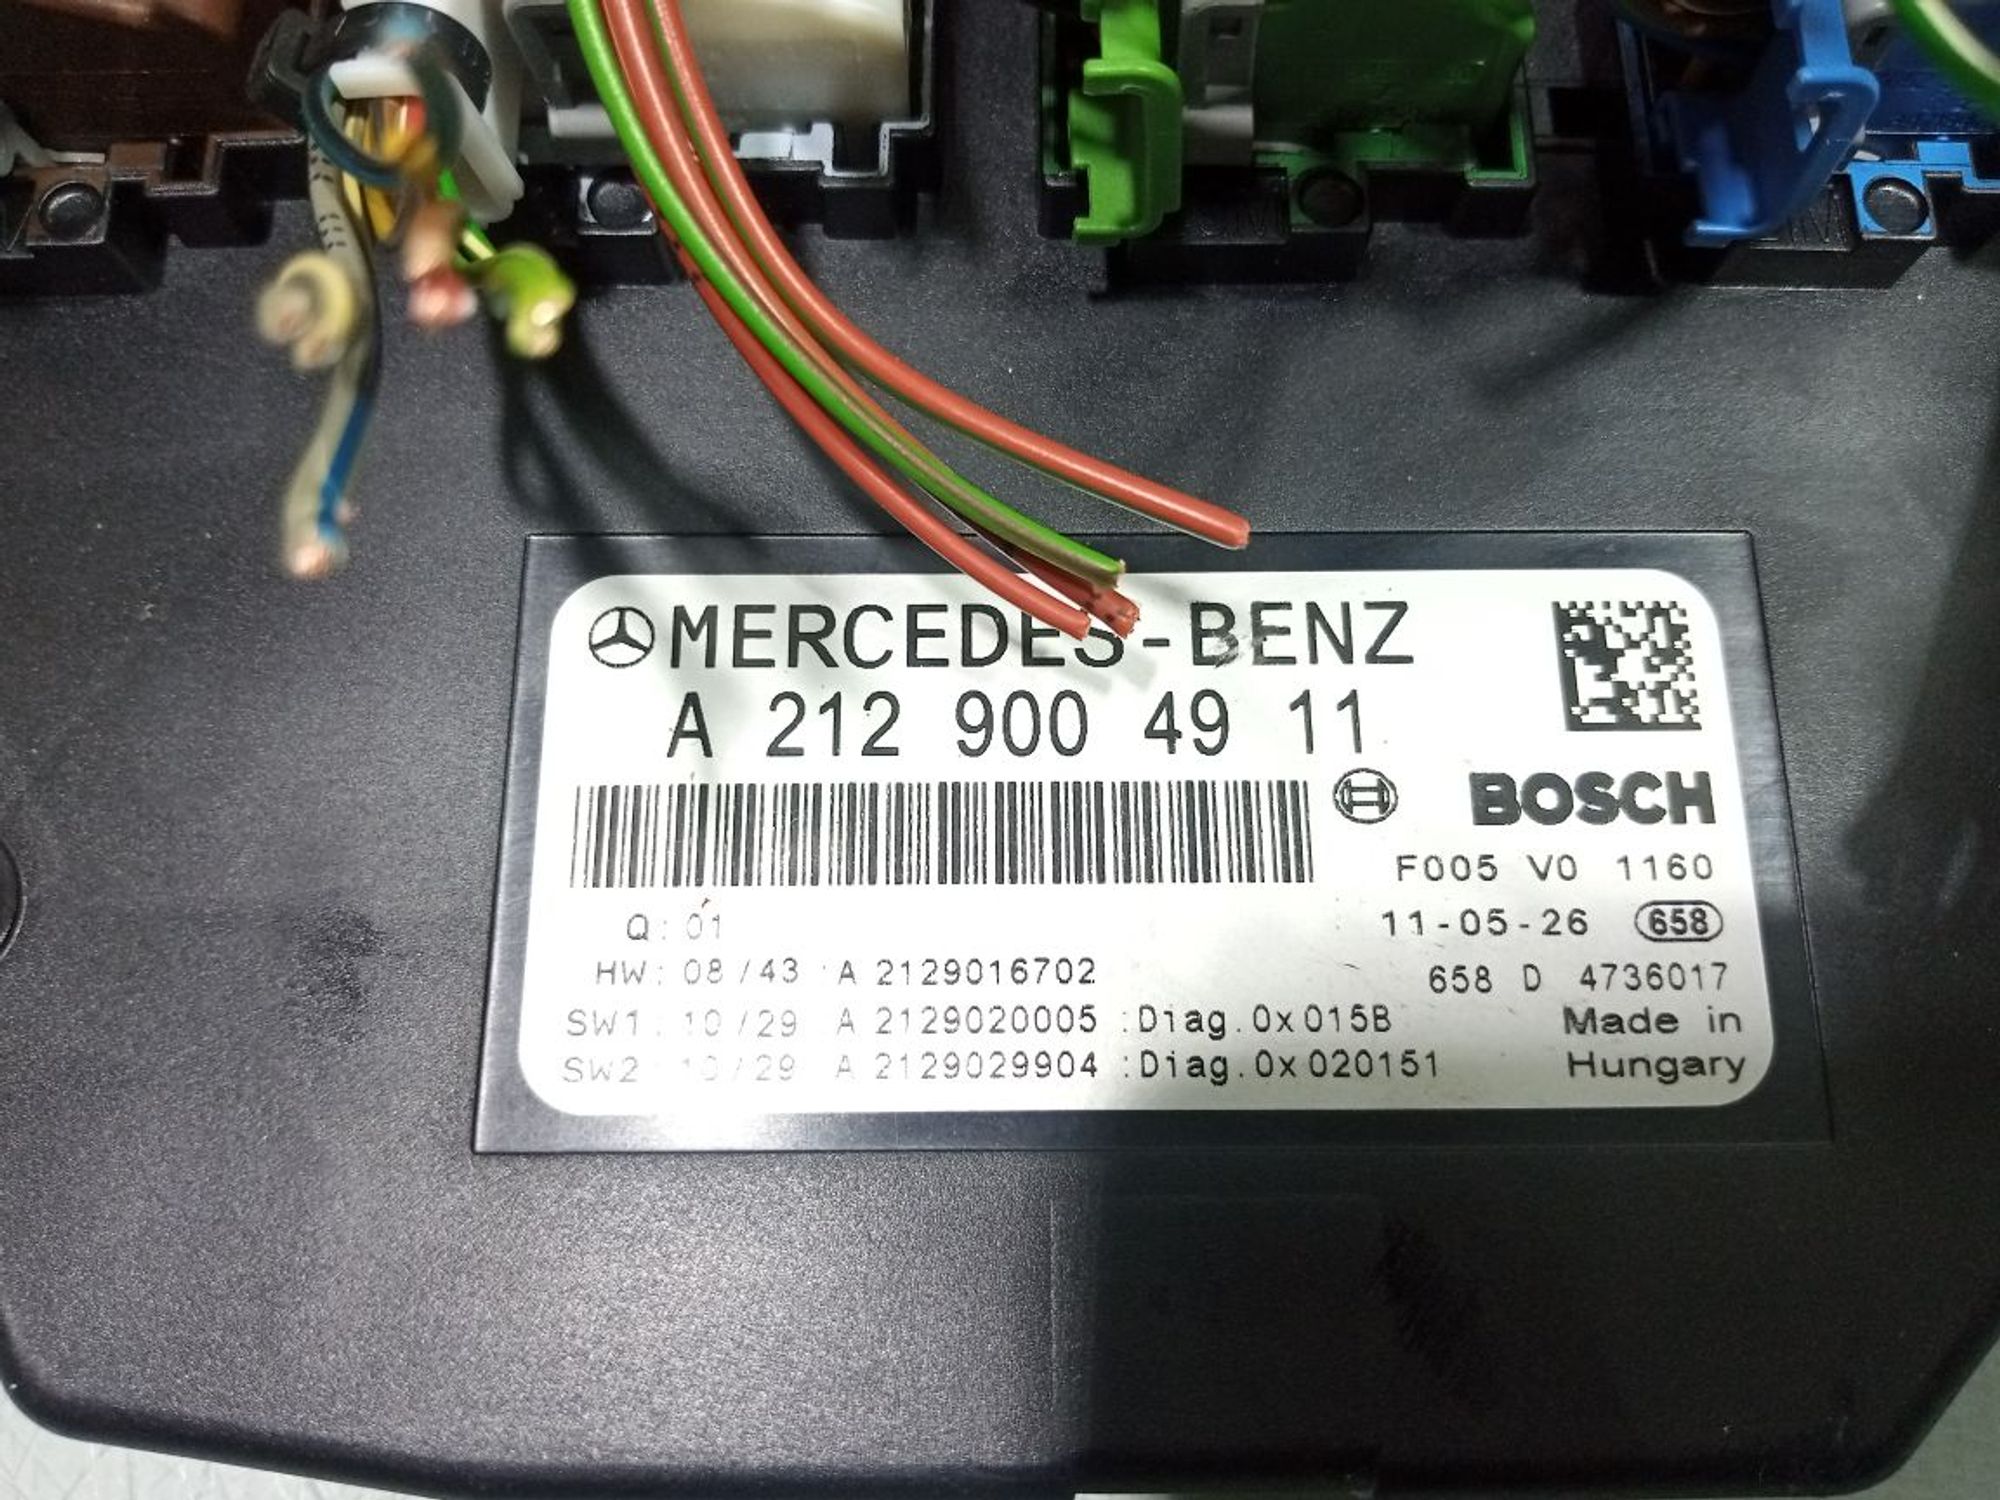 MERCEDES-BENZ
A 212 900 49 11
BOSCH
F005 V0 1160
Q: 01
11-05-26 658
HW: 08/43 A 2129016702
658 D 4736017
SW1: 10/29 A 2129020005 :Diag.0x015B
Made in
SW2: 10/29 A 2129029904 :Diag.0x020151
Hungary